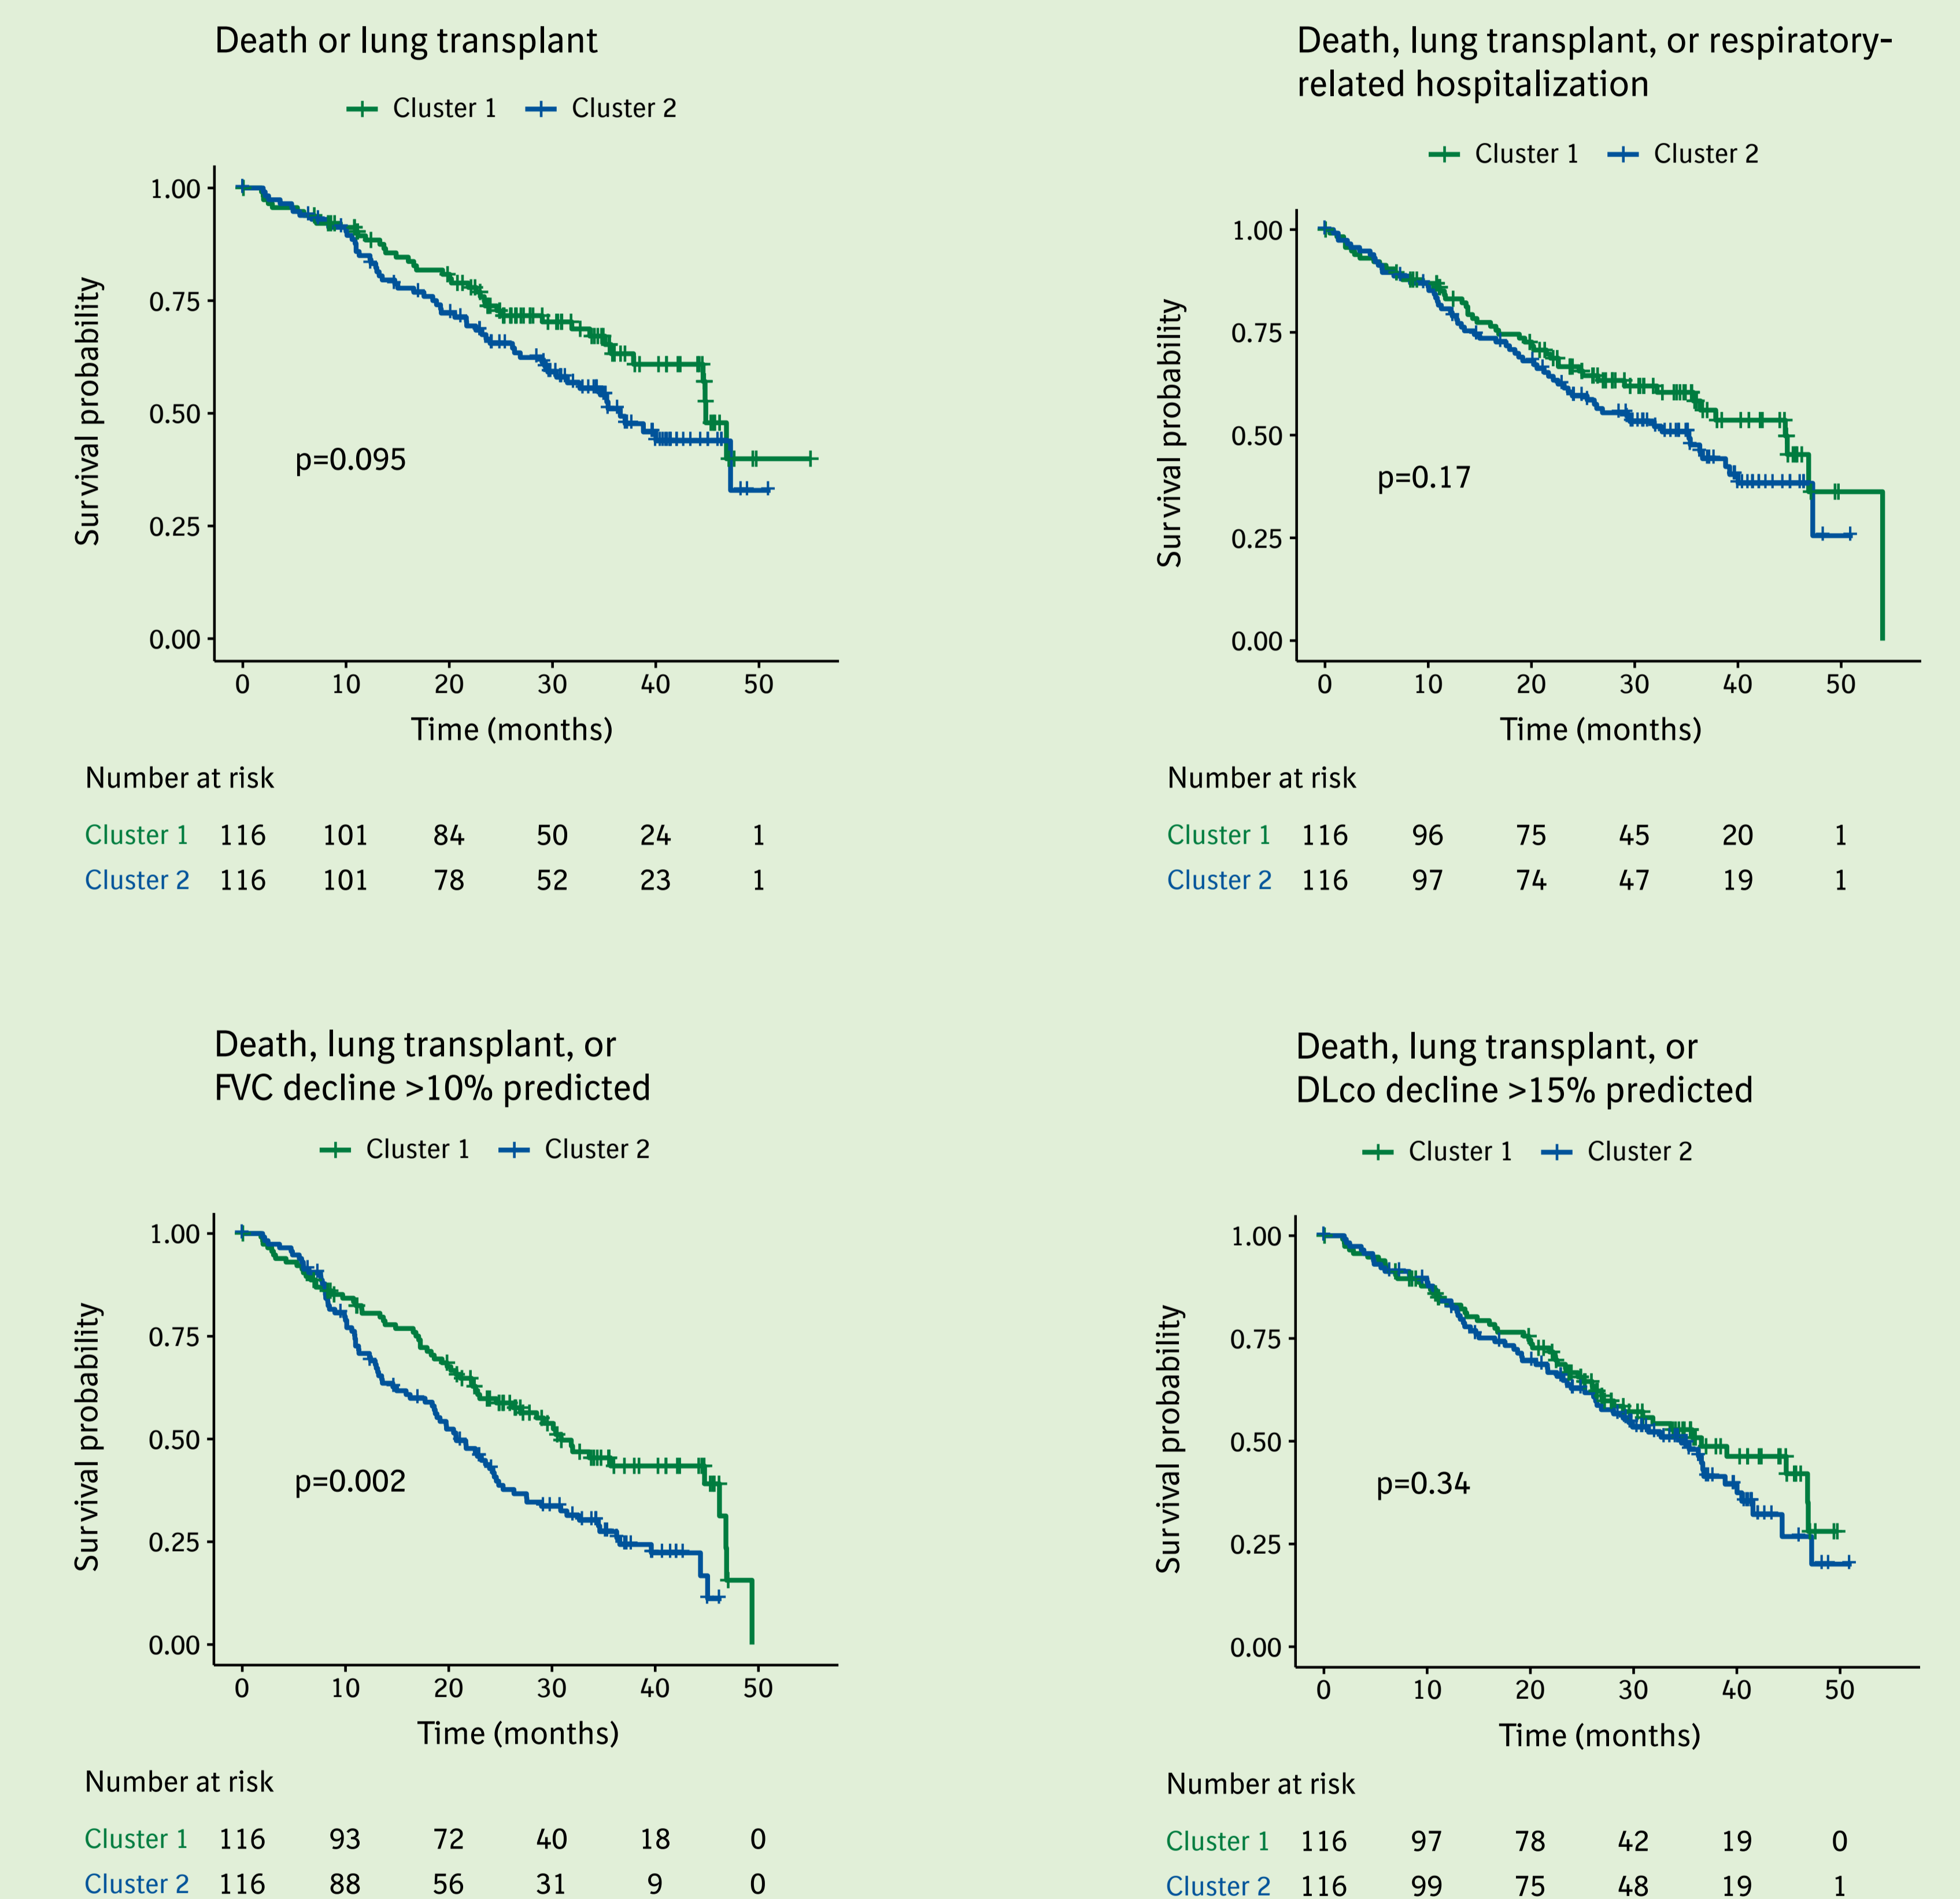 Death or lung transplant
Cluster 1 Cluster 2
1.00
0.75
0.50
0.25
0.00
Survival probability
p=0.095
0 10 20 30 40 50
Time (months)
Number at risk
Cluster 1 116 101 84 50 24 1
Cluster 2 116 101 78 52 23 1
Death, lung transplant, or respiratory-
related hospitalization
Cluster 1 Cluster 2
1.00
0.75
0.50
0.25
0.00
Survival probability
p=0.17
0 10 20 30 40 50
Time (months)
Number at risk
Cluster 1 116 96 75 45 20 1
Cluster 2 116 97 74 47 19 1
Death, lung transplant, or
FVC decline >10% predicted
Cluster 1 Cluster 2
1.00
0.75
0.50
0.25
0.00
Survival probability
p=0.002
0 10 20 30 40 50
Time (months)
Number at risk
Cluster 1 116 93 72 40 18 0
Cluster 2 116 88 56 31 9 0
Death, lung transplant, or
DLco decline >15% predicted
Cluster 1 Cluster 2
1.00
0.75
0.50
0.25
0.00
Survival probability
p=0.34
0 10 20 30 40 50
Time (months)
Number at risk
Cluster 1 116 97 78 42 19 0
Cluster 2 116 99 75 48 19 1